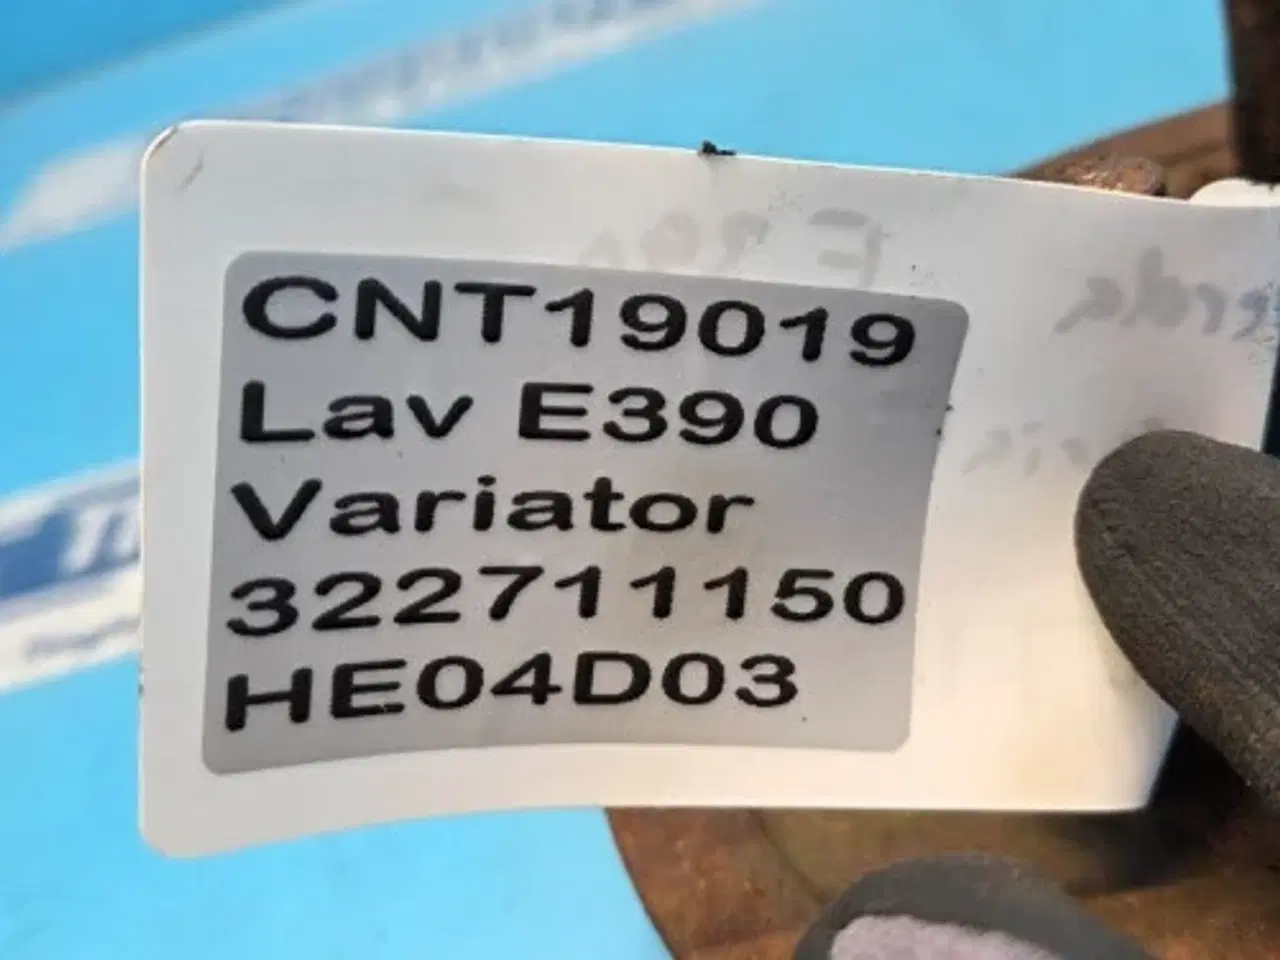 CNT19019
Lav E390
Variator
322711150
HE04D03